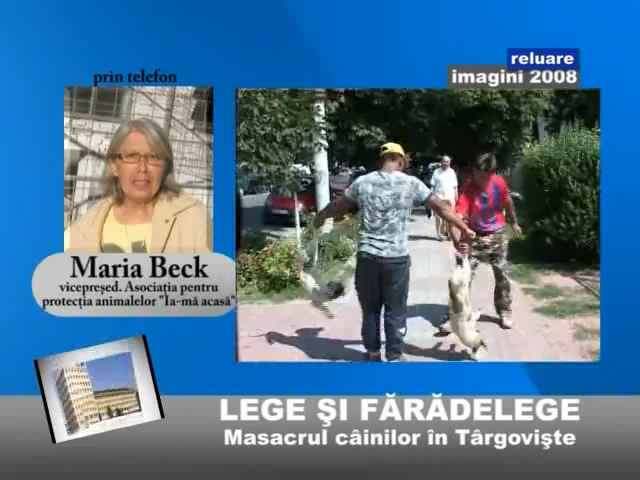 reluare
imagini 2008
prin telefon
Maria Beck
vicepreşed. Asociaţia pentru
protecţia animalelor "Ia-mă acasă"
LEGE ŞI FĂRĂDELEGE
Masacrul câinilor în Târgovişte